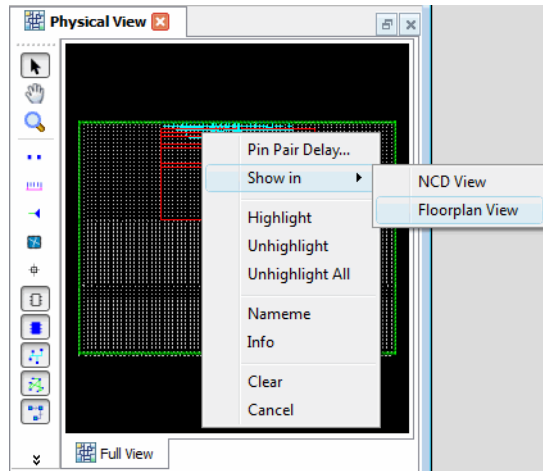 Physical View
Pin Pair Delay...
Show in
NCD View
Floorplan View
Highlight
Unhighlight
Unhighlight All
Nameme
Info
Clear
Cancel
Full View